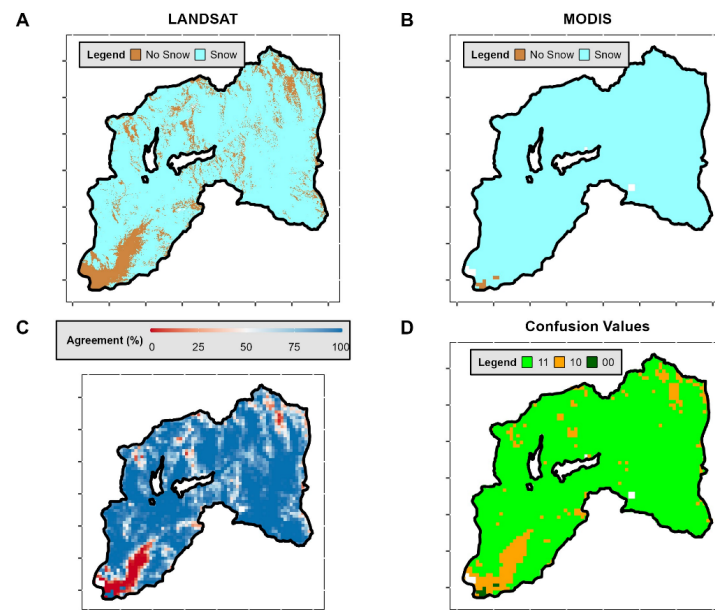 A
LANDSAT
Legend No Snow Snow
B
MODIS
Legend No Snow Snow
C
Agreement (%)
0 25 50 75 100
D
Confusion Values
Legend 11 10 00